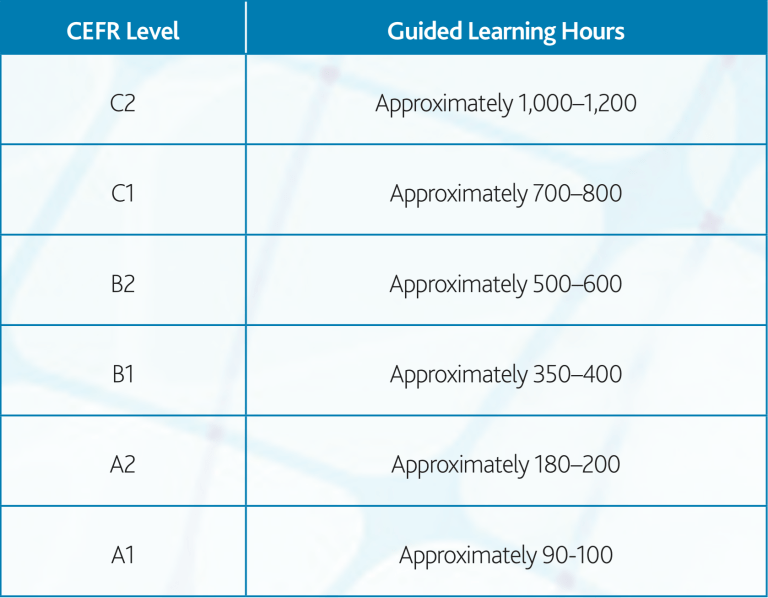 CEFR Level Guided Learning Hours
C2 Approximately 1,000–1,200
C1 Approximately 700–800
B2 Approximately 500–600
B1 Approximately 350–400
A2 Approximately 180–200
A1 Approximately 90-100